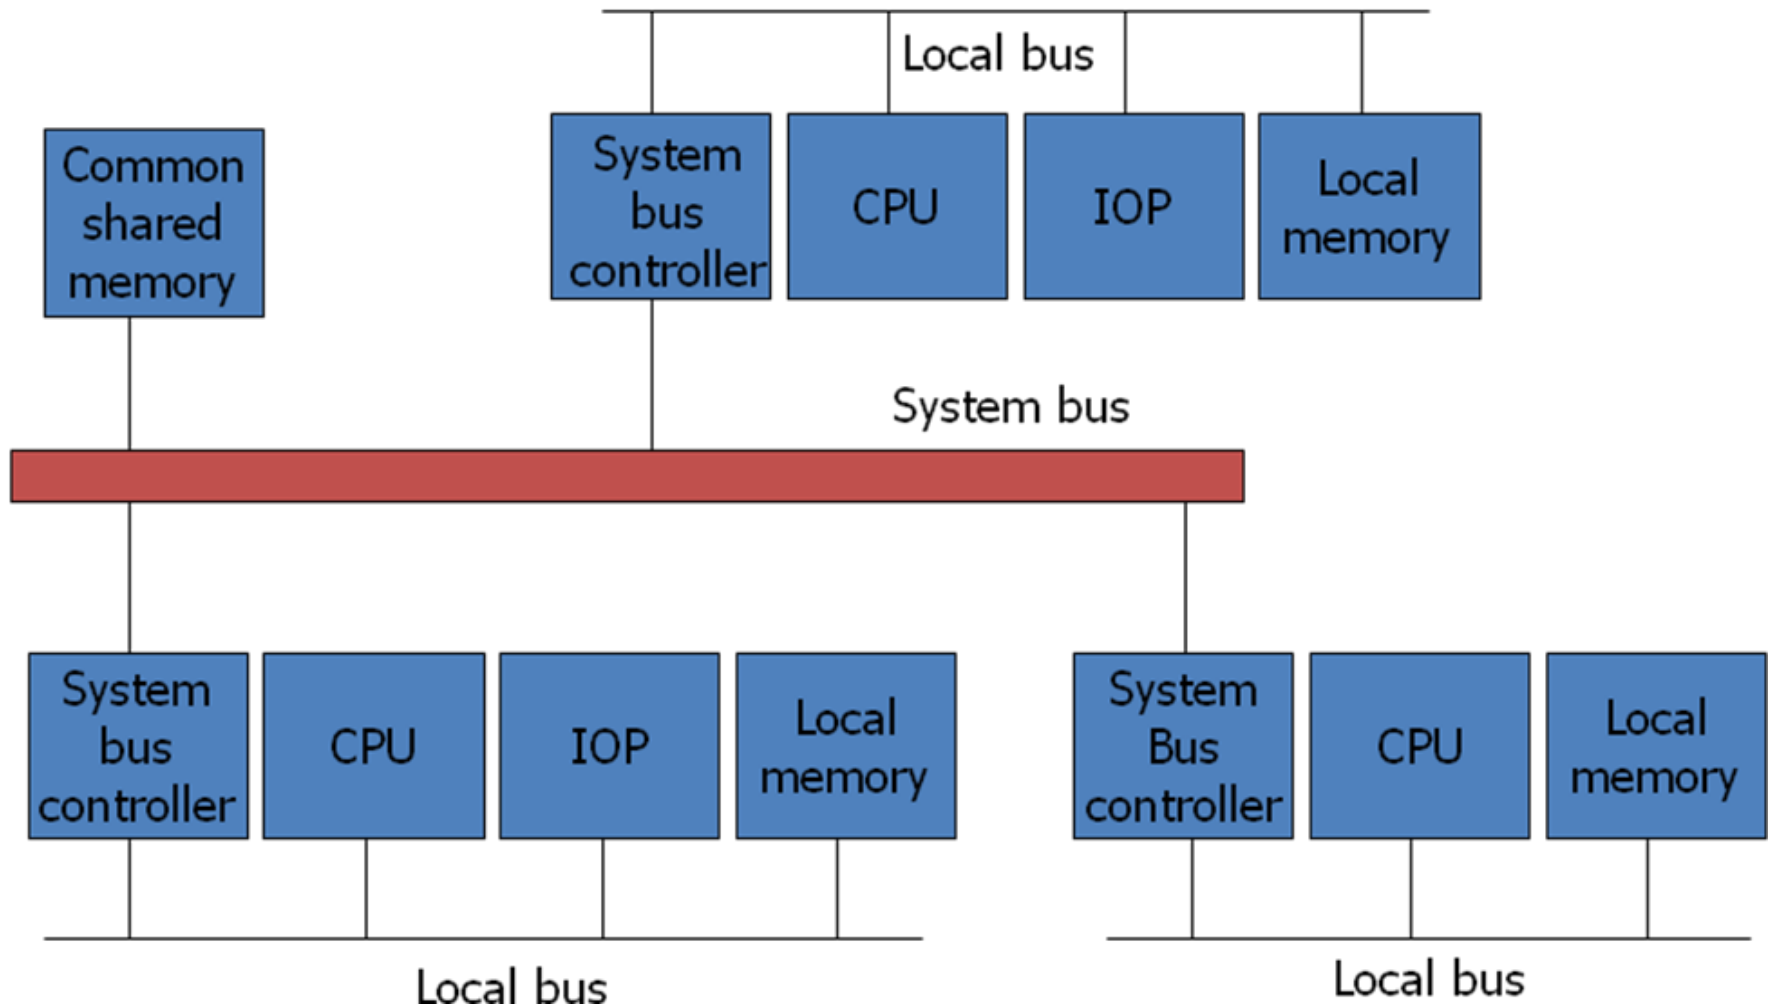 Local bus
Common
shared
memory
System
bus
controller
CPU
IOP
Local
memory
System bus
System
bus
controller
CPU
IOP
Local
memory
System
Bus
controller
CPU
Local
memory
Local bus
Local bus